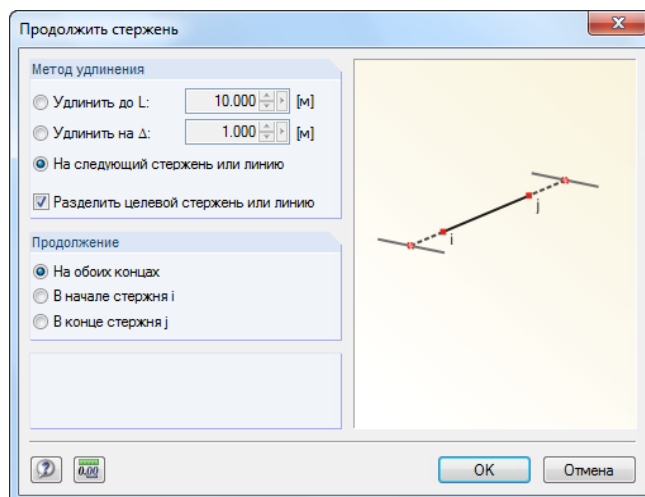 Продолжить стержень
Метод удлинения
Удлинить до L: 10.000 [м]
Удлинить на Δ: 1.000 [м]
На следующий стержень или линию
Разделить целевой стержень или линию
Продолжение
На обоих концах
В начале стержня i
В конце стержня j
j
i
0.00
OK Отмена